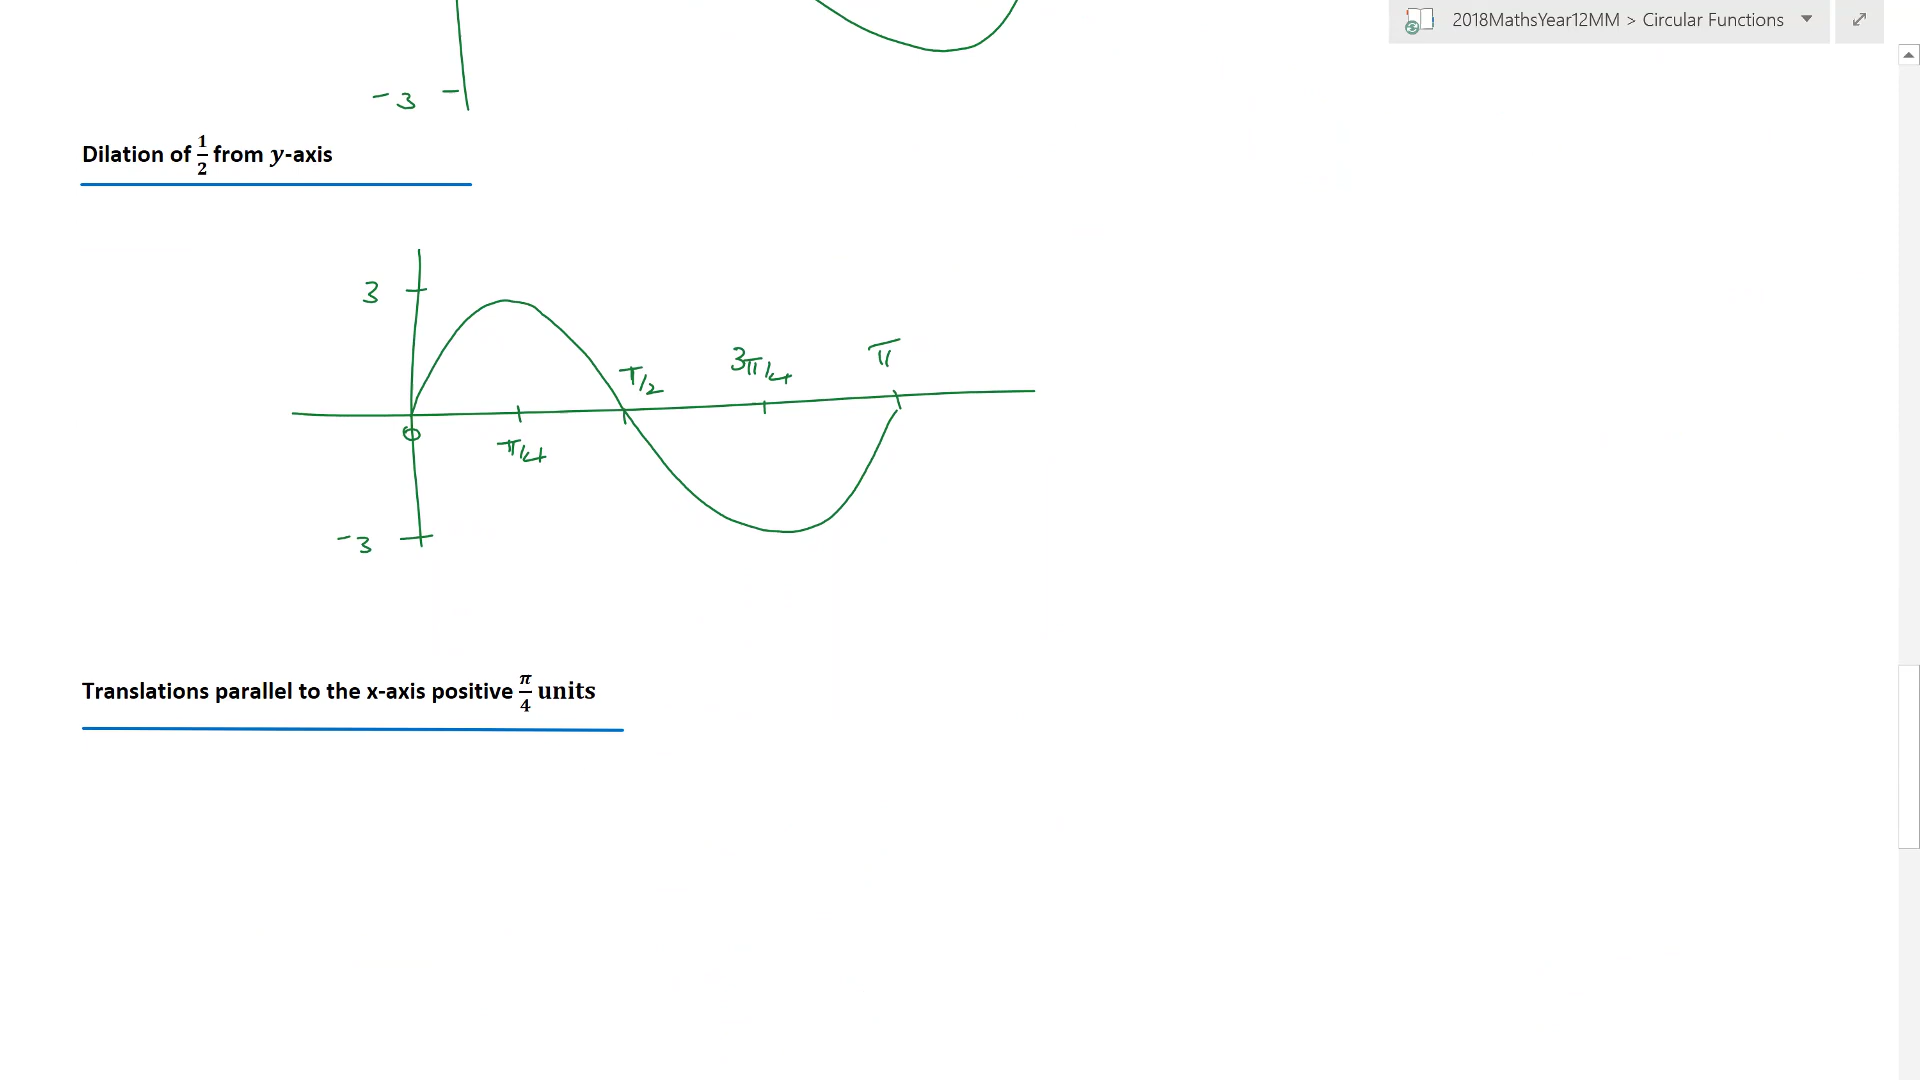 2018MathsYear12MM > Circular Functions
-3
Dilation of 1/2 from y-axis
3
π/2
3π/4
π
0
π/4
-3
Translations parallel to the x-axis positive π/4 units